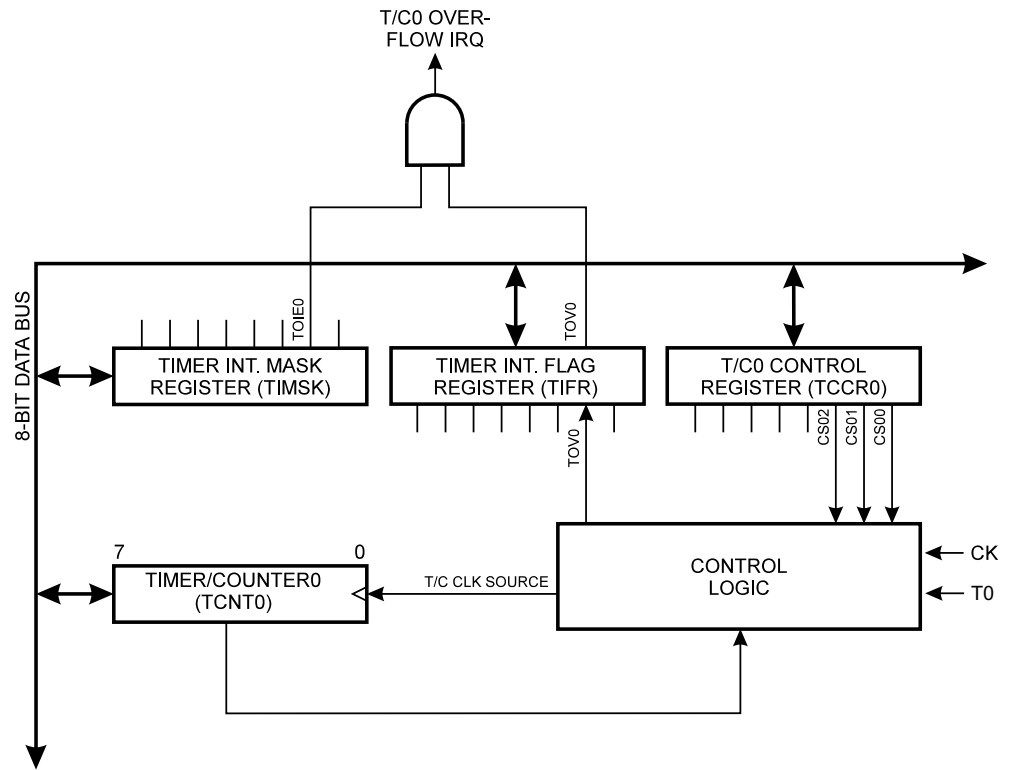 T/C0 OVER-
FLOW IRQ
8-BIT DATA BUS
TOIE0
TOV0
TIMER INT. MASK
REGISTER (TIMSK)
TIMER INT. FLAG
REGISTER (TIFR)
T/C0 CONTROL
REGISTER (TCCR0)
TOV0
CS02
CS01
CS00
7
0
TIMER/COUNTER0
(TCNT0)
T/C CLK SOURCE
CONTROL
LOGIC
CK
T0